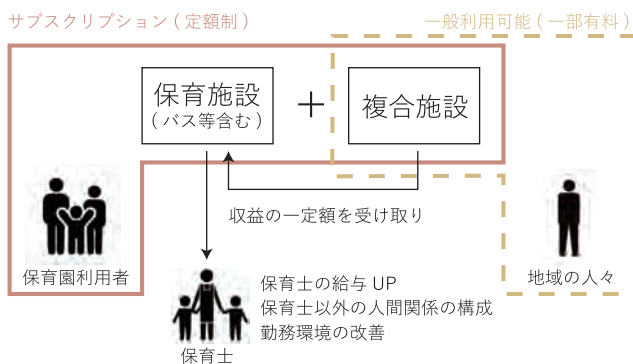 サブスクリプション(定額制)
一般利用可能(一部有料)
保育施設
(バス等含む)
+
複合施設
収益の一定額を受け取り
保育園利用者
地域の人々
保育士の給与 UP
保育士以外の人間関係の構成
勤務環境の改善
保育士